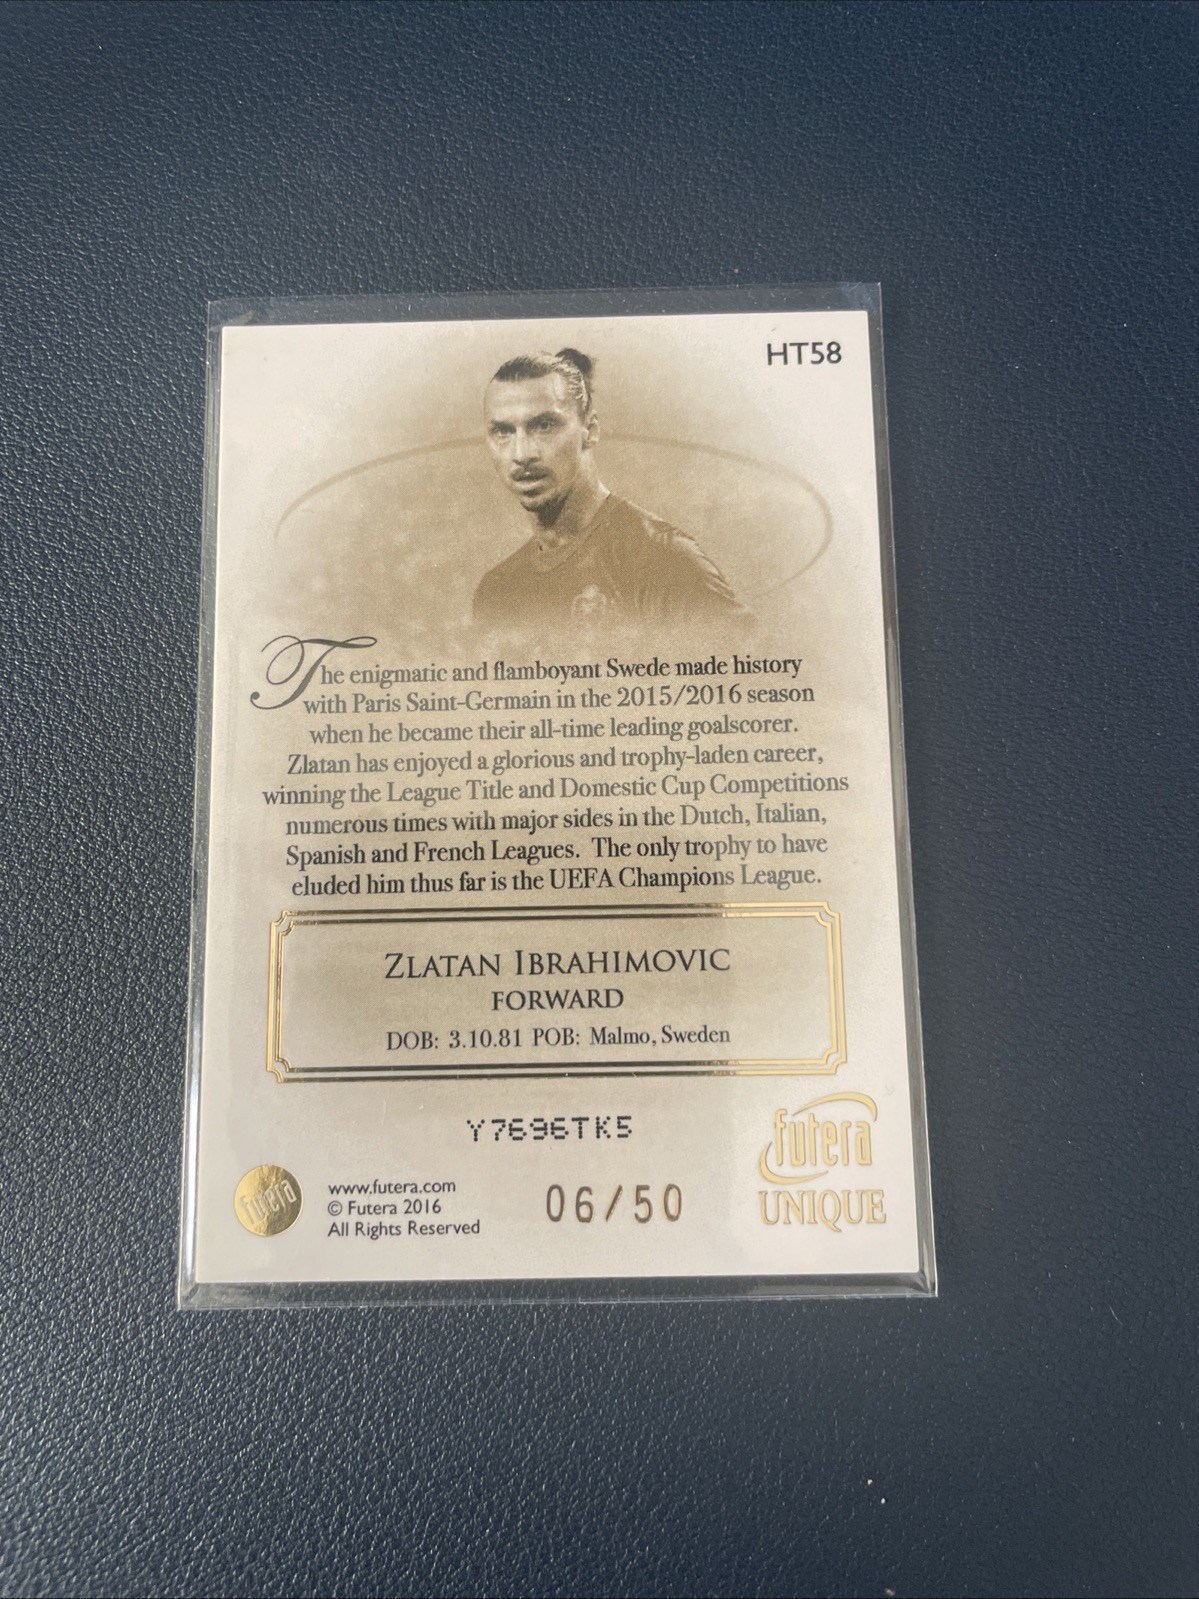 HT58
The enigmatic and flamboyant Swede made history
with Paris Saint-Germain in the 2015/2016 season
when he became their all-time leading goalscorer.
Zlatan has enjoyed a glorious and trophy-laden career,
winning the League Title and Domestic Cup Competitions
numerous times with major sides in the Dutch, Italian,
Spanish and French Leagues. The only trophy to have
eluded him thus far is the UEFA Champions League.
ZLATAN IBRAHIMOVIC
FORWARD
DOB: 3.10.81 POB: Malmo, Sweden
Y7696TK5
futera
www.futera.com
© Futera 2016
All Rights Reserved
06/50
futera
UNIQUE